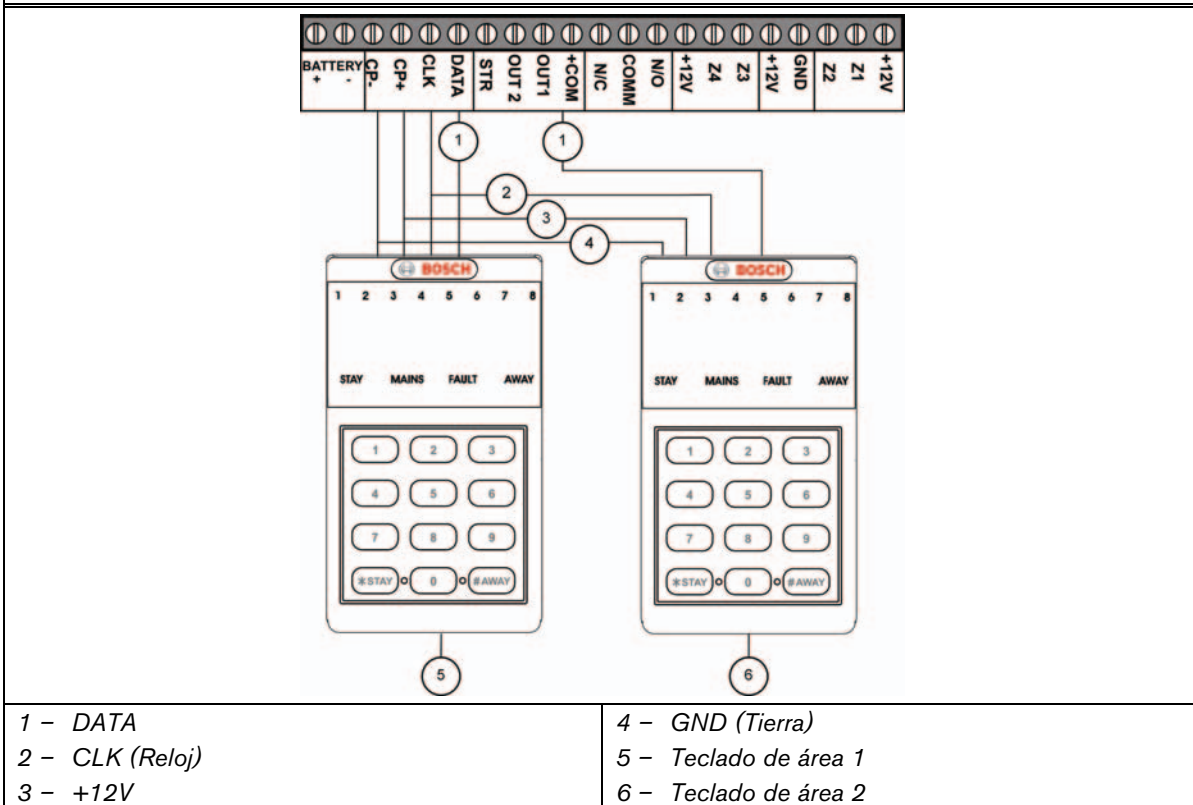 BATTERY + - CP- CP+ CLK DATA STR OUT 2 OUT1 +COM N/C COMM N/O +12V Z4 Z3 +12V GND Z2 Z1 +12V
1 1
2
3
4
BOSCH BOSCH
1 2 3 4 5 6 7 8 1 2 3 4 5 6 7 8
STAY MAINS FAULT AWAY STAY MAINS FAULT AWAY
1 2 3 1 2 3
4 5 6 4 5 6
7 8 9 7 8 9
*STAY 0 #AWAY *STAY 0 #AWAY
5 6
1 – DATA
2 – CLK (Reloj)
3 – +12V
4 – GND (Tierra)
5 – Teclado de área 1
6 – Teclado de área 2